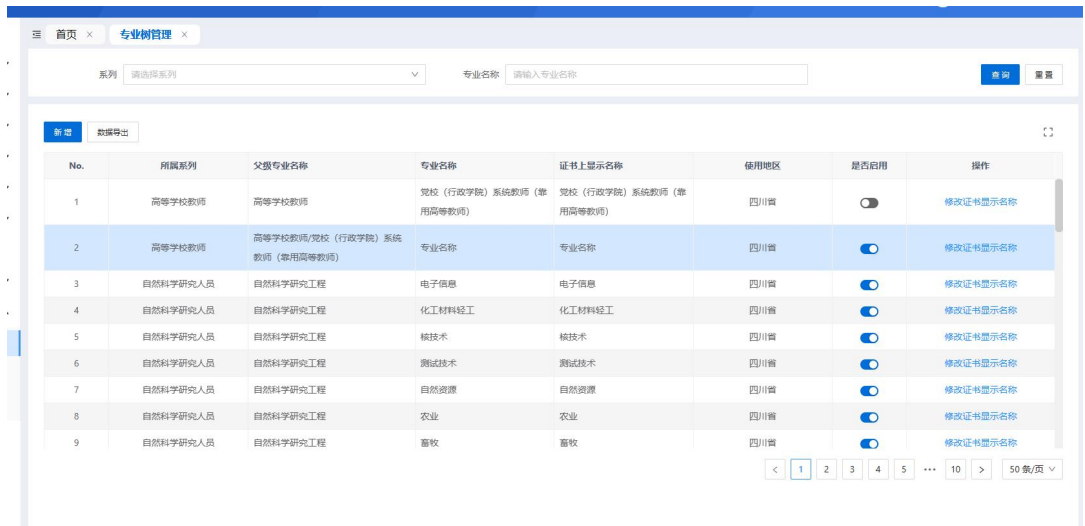 首页 × 专业树管理 ×
系列 请选择系列 专业名称 请输入专业名称 查询 重置
新增 数据导出
No. 所属系列 父级专业名称 专业名称 证书上显示名称 使用地区 是否启用 操作
1 高等学校教师 高等学校教师 党校（行政学院）系统教师（靠 党校（行政学院）系统教师（靠 四川省 修改证书显示名称
用高等教师） 用高等教师）
2 高等学校教师 高等学校教师/党校（行政学院）系统 专业名称 专业名称 四川省 修改证书显示名称
教师（靠用高等教师）
3 自然科学研究人员 自然科学研究工程 电子信息 电子信息 四川省 修改证书显示名称
4 自然科学研究人员 自然科学研究工程 化工材料轻工 化工材料轻工 四川省 修改证书显示名称
5 自然科学研究人员 自然科学研究工程 核技术 核技术 四川省 修改证书显示名称
6 自然科学研究人员 自然科学研究工程 测试技术 测试技术 四川省 修改证书显示名称
7 自然科学研究人员 自然科学研究工程 自然资源 自然资源 四川省 修改证书显示名称
8 自然科学研究人员 自然科学研究工程 农业 农业 四川省 修改证书显示名称
9 自然科学研究人员 自然科学研究工程 畜牧 畜牧 四川省 修改证书显示名称
< 1 2 3 4 5 ••• 10 > 50 条/页